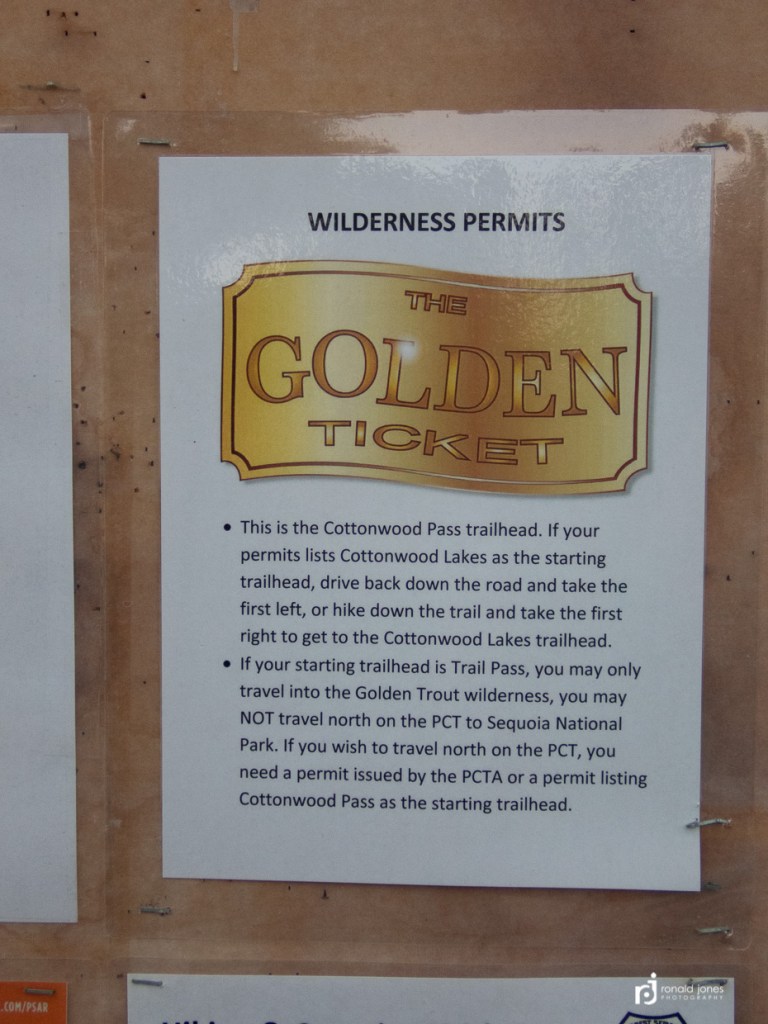 WILDERNESS PERMITS
THE
GOLDEN
TICKET
• This is the Cottonwood Pass trailhead. If your
permits lists Cottonwood Lakes as the starting
trailhead, drive back down the road and take the
first left, or hike down the trail and take the first
right to get to the Cottonwood Lakes trailhead.
• If your starting trailhead is Trail Pass, you may only
travel into the Golden Trout wilderness, you may
NOT travel north on the PCT to Sequoia National
Park. If you wish to travel north on the PCT, you
need a permit issued by the PCTA or a permit listing
Cottonwood Pass as the starting trailhead.
.COM/PSAR
rj ronald jones
PHOTOGRAPHY